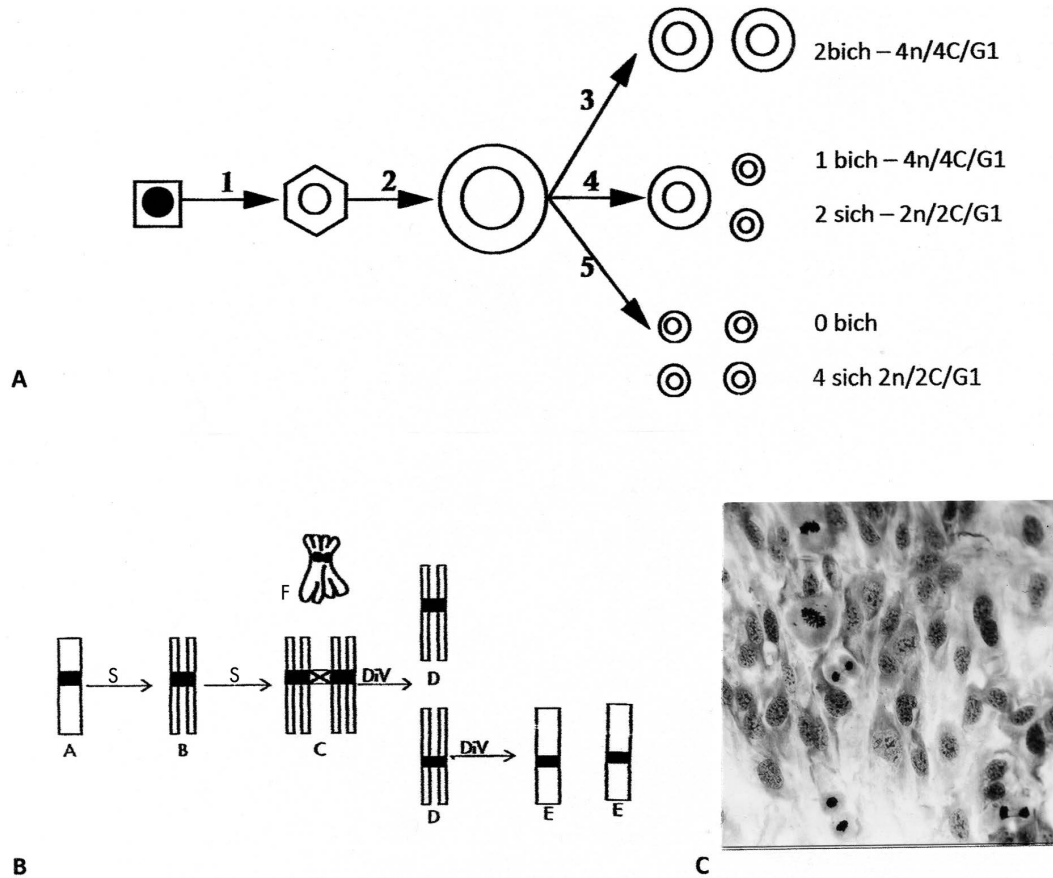 2bich – 4n/4C/G1
3
1
2
4
1 bich – 4n/4C/G1
2 sich – 2n/2C/G1
5
0 bich
4 sich 2n/2C/G1
A
F
S
S
DiV
D
A
B
C
DiV
D
E
E
B
C